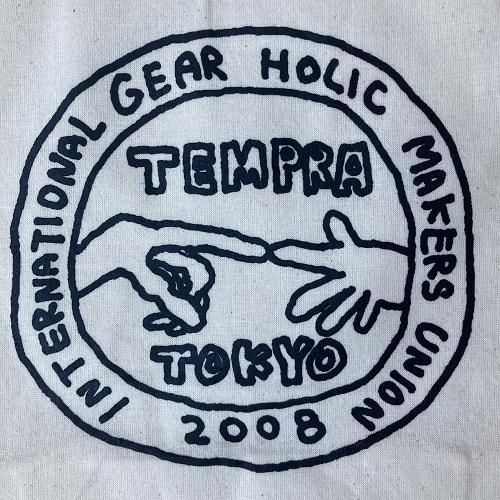 INTERNATIONAL GEAR HOLIC MAKERS UNION
TEMPRA
TOKYO
2008